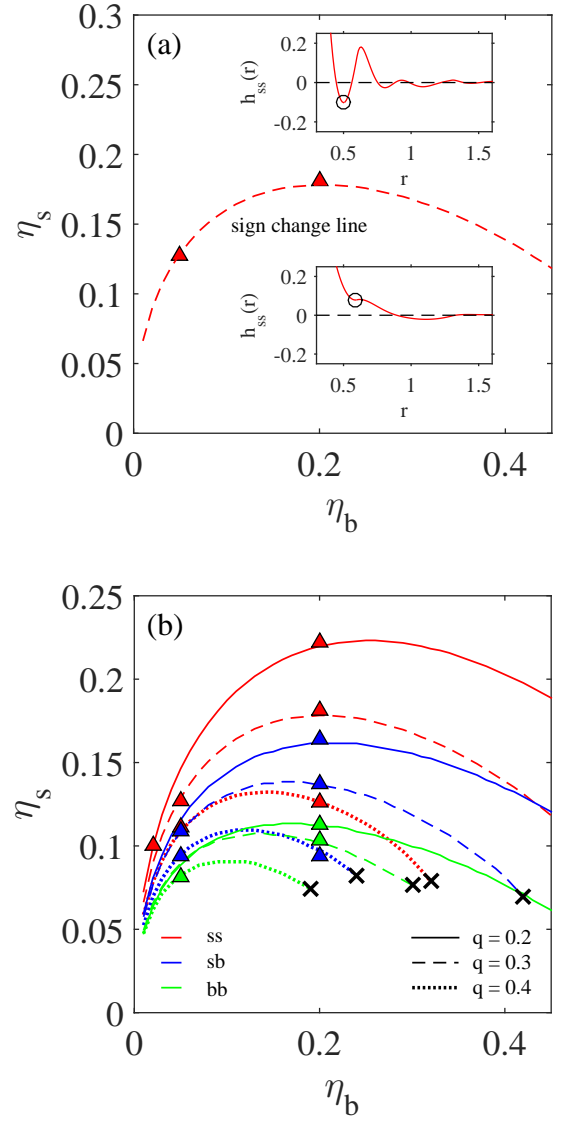 (a)
0.3
0.25
0.2
0.15
0.1
0.05
0
η_s
0 0.2 0.4
η_b
sign change line
0.2
0
-0.2
h_ss(r)
0.5 1 1.5
r
0.2
0
-0.2
h_ss(r)
0.5 1 1.5
r
(b)
0.25
0.2
0.15
0.1
0.05
0
η_s
ss
sb
bb
q = 0.2
q = 0.3
q = 0.4
0 0.2 0.4
η_b